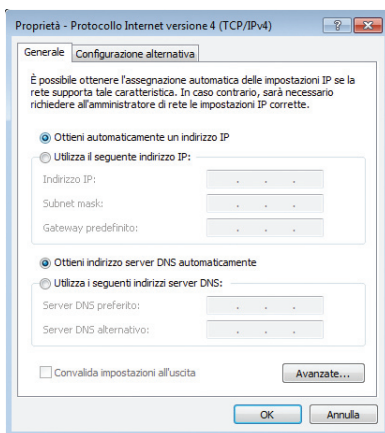 Proprietà - Protocollo Internet versione 4 (TCP/IPv4)
Generale
Configurazione alternativa
È possibile ottenere l'assegnazione automatica delle impostazioni IP se la
rete supporta tale caratteristica. In caso contrario, sarà necessario
richiedere all'amministratore di rete le impostazioni IP corrette.
Ottieni automaticamente un indirizzo IP
Utilizza il seguente indirizzo IP:
Indirizzo IP:
Subnet mask:
Gateway predefinito:
Ottieni indirizzo server DNS automaticamente
Utilizza i seguenti indirizzi server DNS:
Server DNS preferito:
Server DNS alternativo:
Convalida impostazioni all'uscita
Avanzate...
OK
Annulla